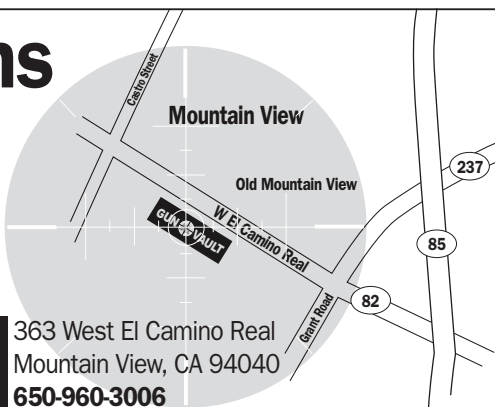 ns
Castro Street
Mountain View
237
Old Mountain View
GUN VAULT
W El Camino Real
85
82
Grant Road
363 West El Camino Real
Mountain View, CA 94040
650-960-3006